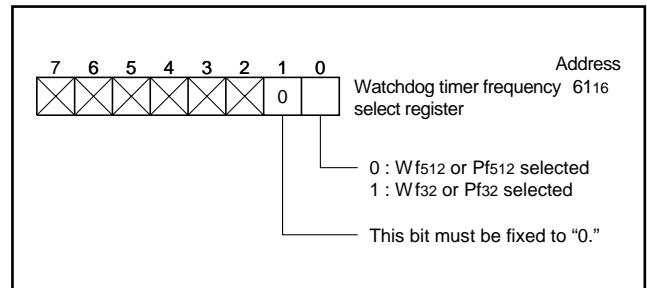 7 6 5 4 3 2 1 0
Address
Watchdog timer frequency 6116
select register
0
0 : Wf512 or Pf512 selected
1 : Wf32 or Pf32 selected
This bit must be fixed to “0.”